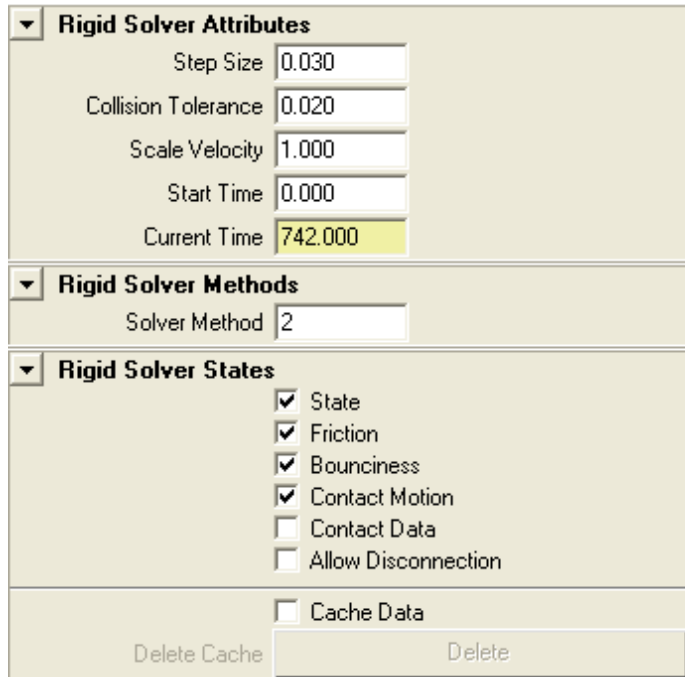 Rigid Solver Attributes
Step Size 0.030
Collision Tolerance 0.020
Scale Velocity 1.000
Start Time 0.000
Current Time 742.000
Rigid Solver Methods
Solver Method 2
Rigid Solver States
State
Friction
Bounciness
Contact Motion
Contact Data
Allow Disconnection
Cache Data
Delete Cache Delete